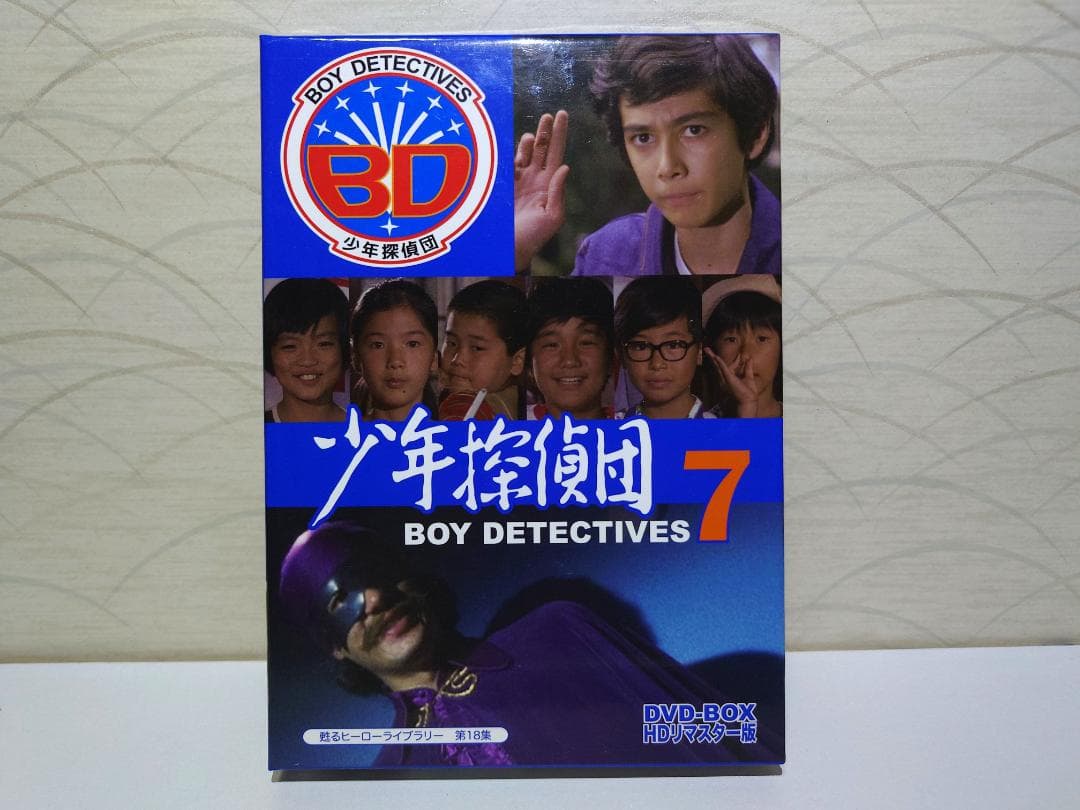 BOY DETECTIVES
BD
少年探偵団
少年探偵団 7
BOY DETECTIVES
DVD-BOX
HDリマスター版
甦るヒーローライブラリー 第18集